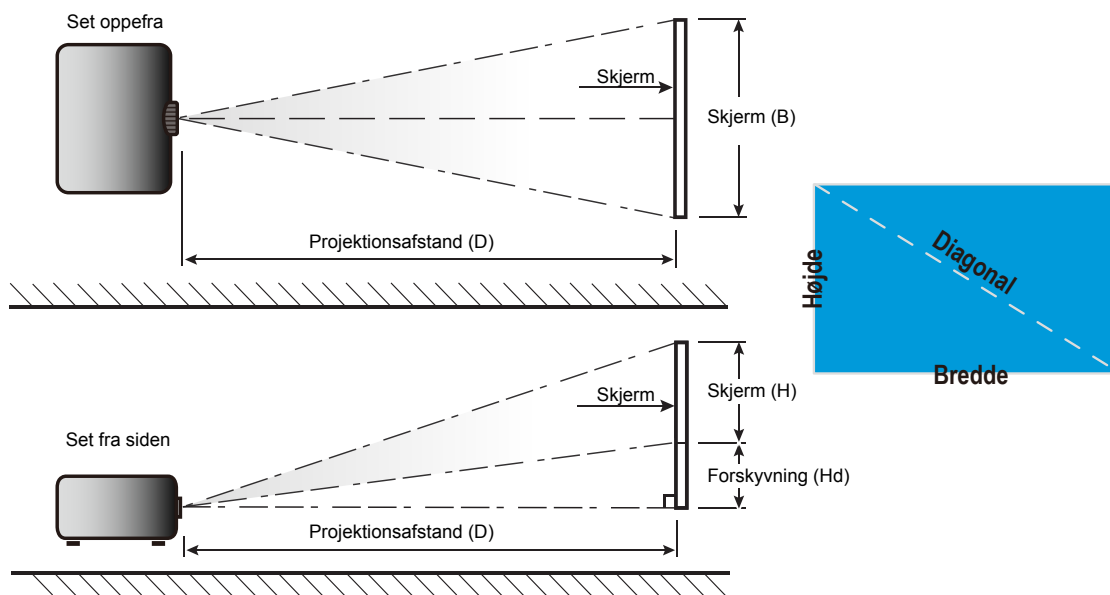 Set oppefra
Skjerm
Skjerm (B)
Projektionsafstand (D)
Højde
Diagonal
Bredde
Set fra siden
Skjerm
Skjerm (H)
Forskyvning (Hd)
Projektionsafstand (D)